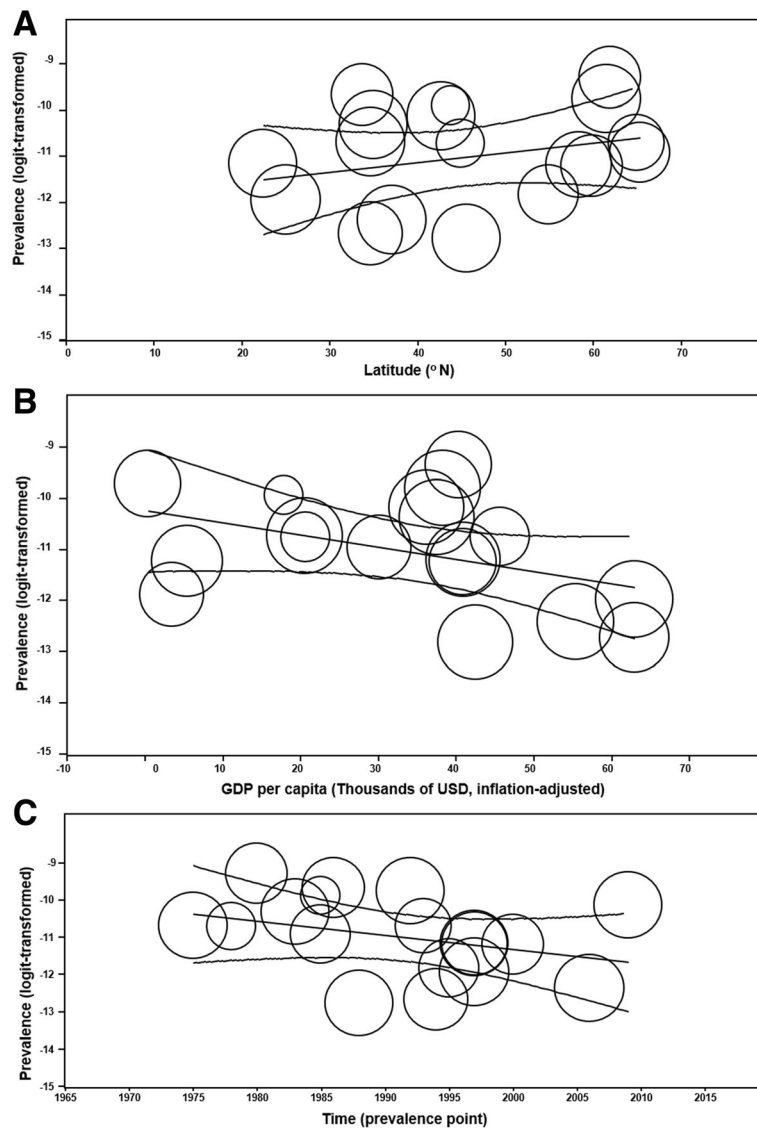 A
Prevalence (logit-transformed)
-9
-10
-11
-12
-13
-14
-15
0 10 20 30 40 50 60 70
Latitude (° N)
B
Prevalence (logit-transformed)
-9
-10
-11
-12
-13
-14
-15
-10 0 10 20 30 40 50 60 70
GDP per capita (Thousands of USD, inflation-adjusted)
C
Prevalence (logit-transformed)
-9
-10
-11
-12
-13
-14
-15
1965 1970 1975 1980 1985 1990 1995 2000 2005 2010 2015
Time (prevalence point)